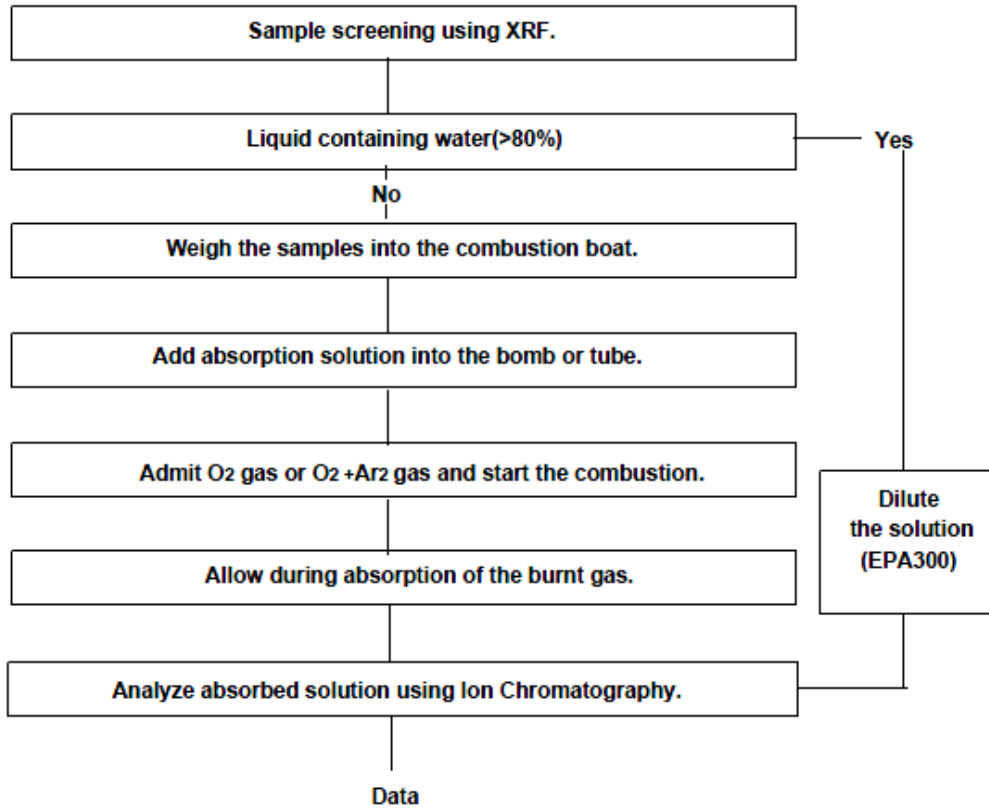 Sample screening using XRF.
Liquid containing water(>80%)
Yes
No
Weigh the samples into the combustion boat.
Add absorption solution into the bomb or tube.
Admit O2 gas or O2 +Ar2 gas and start the combustion.
Dilute
the solution
(EPA300)
Allow during absorption of the burnt gas.
Analyze absorbed solution using Ion Chromatography.
Data